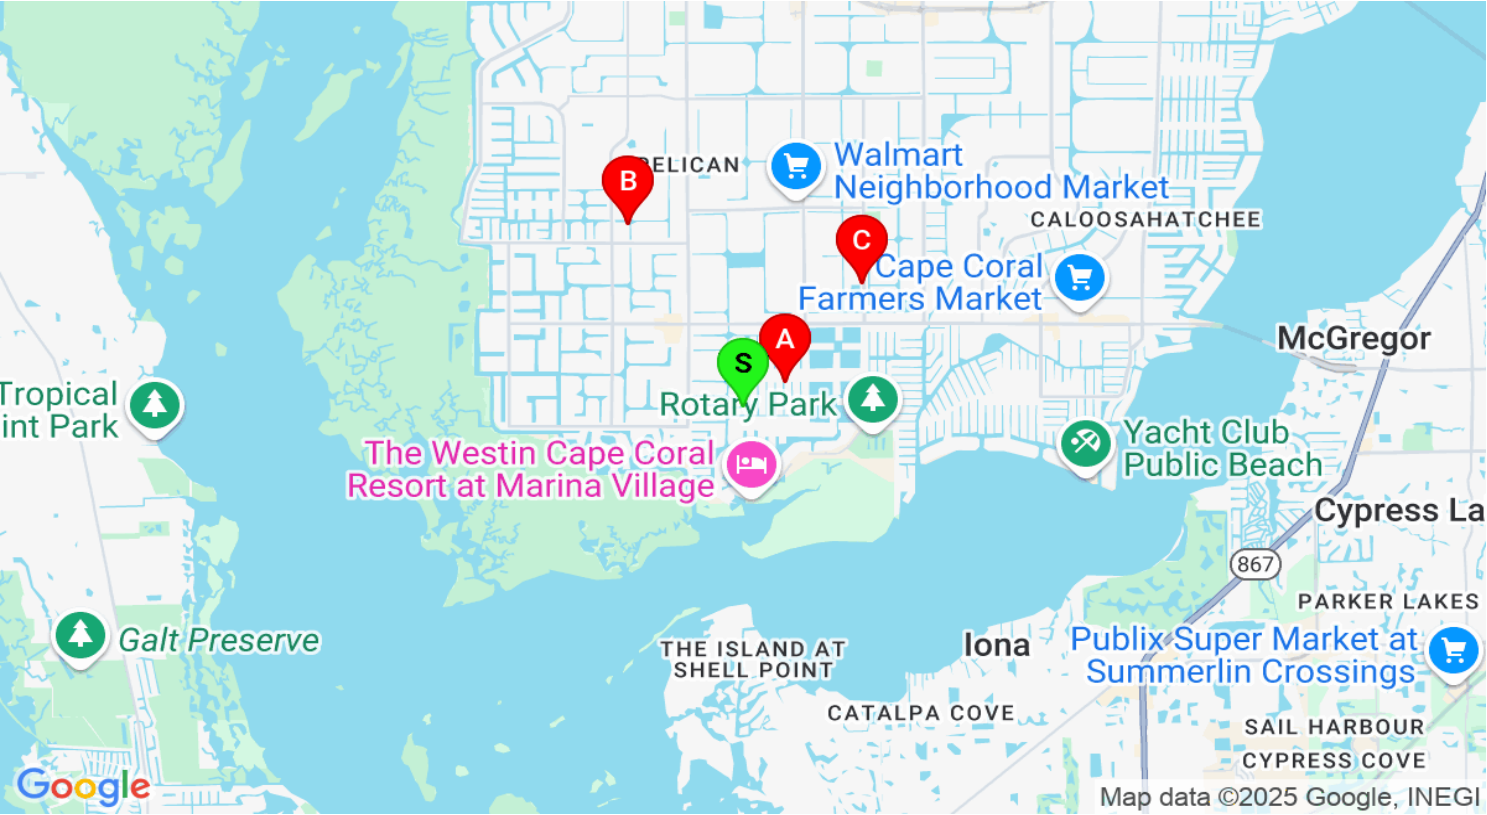 PELICAN
B
Walmart
Neighborhood Market
CALOOSAHATCHEE
C
Cape Coral
Farmers Market
McGregor
A
S
Tropical
int Park
Rotary Park
Yacht Club
Public Beach
The Westin Cape Coral
Resort at Marina Village
Cypress La
867
PARKER LAKES
Galt Preserve
THE ISLAND AT
SHELL POINT
Iona
Publix Super Market at
Summerlin Crossings
CATALPA COVE
SAIL HARBOUR
CYPRESS COVE
Google
Map data ©2025 Google, INEGI